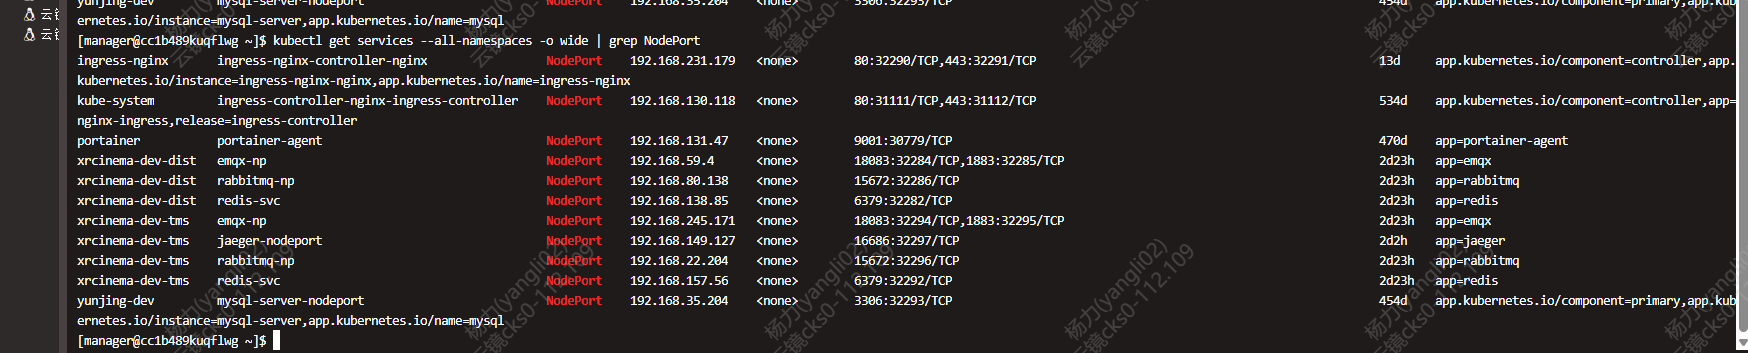 yunjing-dev mysql-server-nodeport NodePort 192.168.35.204 <none> 3306:32293/TCP 454d app.kubernetes.io/component=primary,app.kub
云镜 ernetes.io/instance=mysql-server,app.kubernetes.io/name=mysql
云镜 [manager@cc1b489kuqflwg ~]$ kubectl get services --all-namespaces -o wide | grep NodePort
ingress-nginx ingress-nginx-controller-nginx NodePort 192.168.231.179 <none> 80:32290/TCP,443:32291/TCP 13d app.kubernetes.io/component=controller,app.
kubernetes.io/instance=ingress-nginx-nginx,app.kubernetes.io/name=ingress-nginx
kube-system ingress-controller-nginx-ingress-controller NodePort 192.168.130.118 <none> 80:31111/TCP,443:31112/TCP 534d app.kubernetes.io/component=controller,app=
nginx-ingress,release=ingress-controller
portainer portainer-agent NodePort 192.168.131.47 <none> 9001:30779/TCP 470d app=portainer-agent
xrcinema-dev-dist emqx-np NodePort 192.168.59.4 <none> 18083:32284/TCP,1883:32285/TCP 2d23h app=emqx
xrcinema-dev-dist rabbitmq-np NodePort 192.168.80.138 <none> 15672:32286/TCP 2d23h app=rabbitmq
xrcinema-dev-dist redis-svc NodePort 192.168.138.85 <none> 6379:32282/TCP 2d23h app=redis
xrcinema-dev-tms emqx-np NodePort 192.168.245.171 <none> 18083:32294/TCP,1883:32295/TCP 2d23h app=emqx
xrcinema-dev-tms jaeger-nodeport NodePort 192.168.149.127 <none> 16686:32297/TCP 2d2h app=jaeger
xrcinema-dev-tms rabbitmq-np NodePort 192.168.22.204 <none> 15672:32296/TCP 2d23h app=rabbitmq
xrcinema-dev-tms redis-svc NodePort 192.168.157.56 <none> 6379:32292/TCP 2d23h app=redis
yunjing-dev mysql-server-nodeport NodePort 192.168.35.204 <none> 3306:32293/TCP 454d app.kubernetes.io/component=primary,app.kub
ernetes.io/instance=mysql-server,app.kubernetes.io/name=mysql
[manager@cc1b489kuqflwg ~]$
杨力(yangli02)
云镜cks0-112.109